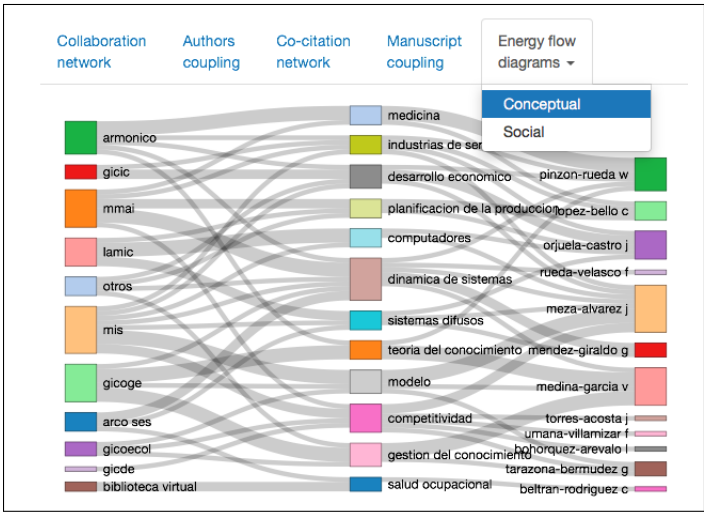 Collaboration network
Authors coupling
Co-citation network
Manuscript coupling
Energy flow diagrams
Conceptual
Social
armonico
gicic
mmai
lamic
otros
mis
gicoge
arco ses
gicoecol
gicde
biblioteca virtual
medicina
industrias de ser
desarrollo economico
planificacion de la produccion
computadores
dinamica de sistemas
sistemas difusos
teoria del conocimiento
modelo
competitividad
gestion del conocimiento
salud ocupacional
pinzon-rueda w
lopez-bello c
orjuela-castro j
rueda-velasco f
meza-alvarez j
mendez-giraldo g
medina-garcia v
torres-acosta j
umana-villamizar f
bohorquez-arevalo l
tarazona-bermudez g
beltran-rodriguez c